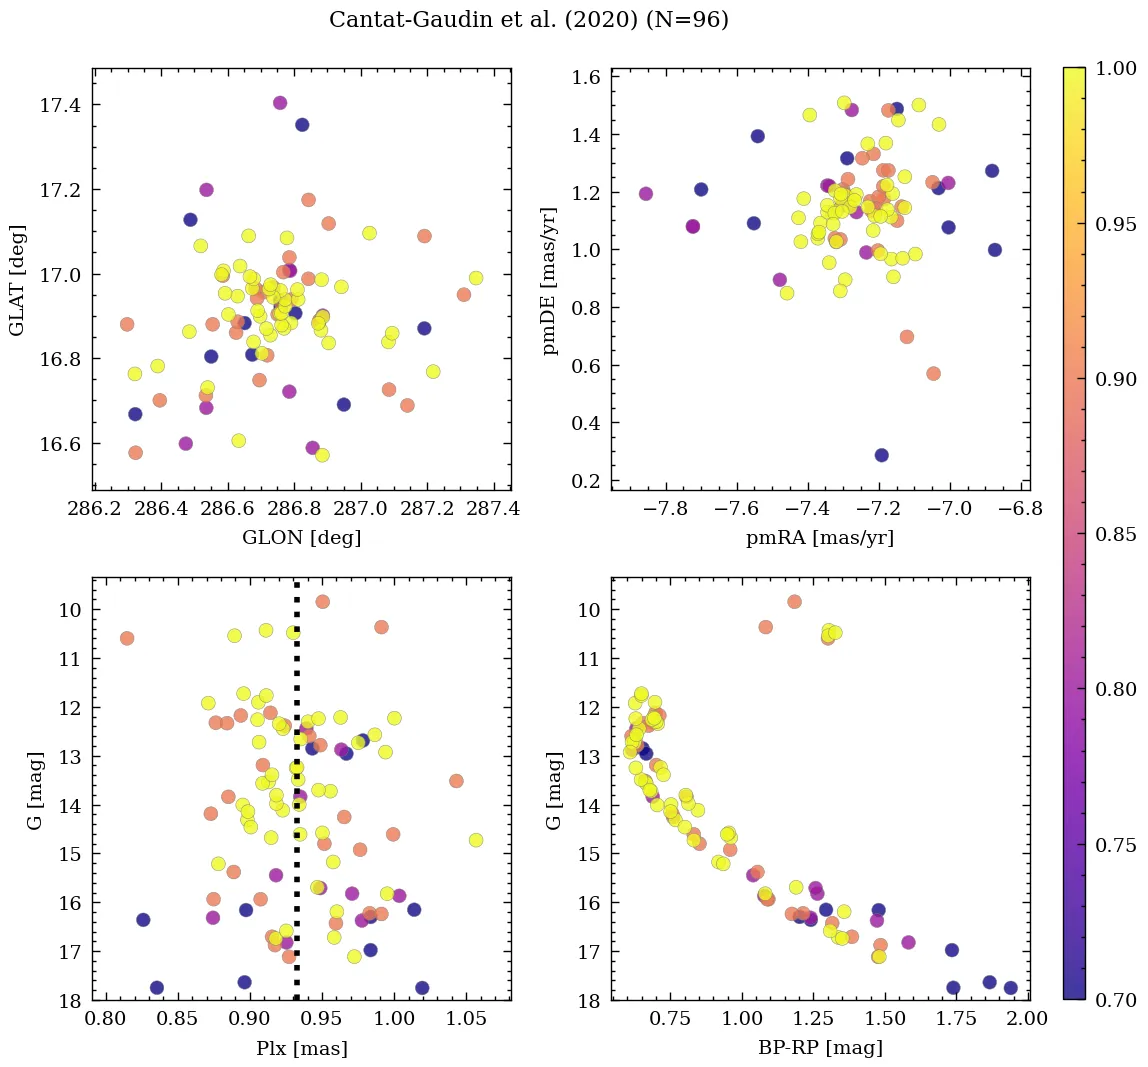 Cantat-Gaudin et al. (2020) (N=96)
17.4
17.2
17.0
16.8
16.6
GLAT [deg]
286.2 286.4 286.6 286.8 287.0 287.2 287.4
GLON [deg]
1.6
1.4
1.2
1.0
0.8
0.6
0.4
0.2
pmDE [mas/yr]
−7.8 −7.6 −7.4 −7.2 −7.0 −6.8
pmRA [mas/yr]
10
11
12
13
14
15
16
17
18
G [mag]
0.80 0.85 0.90 0.95 1.00 1.05
Plx [mas]
10
11
12
13
14
15
16
17
18
G [mag]
0.75 1.00 1.25 1.50 1.75 2.00
BP-RP [mag]
1.00
0.95
0.90
0.85
0.80
0.75
0.70